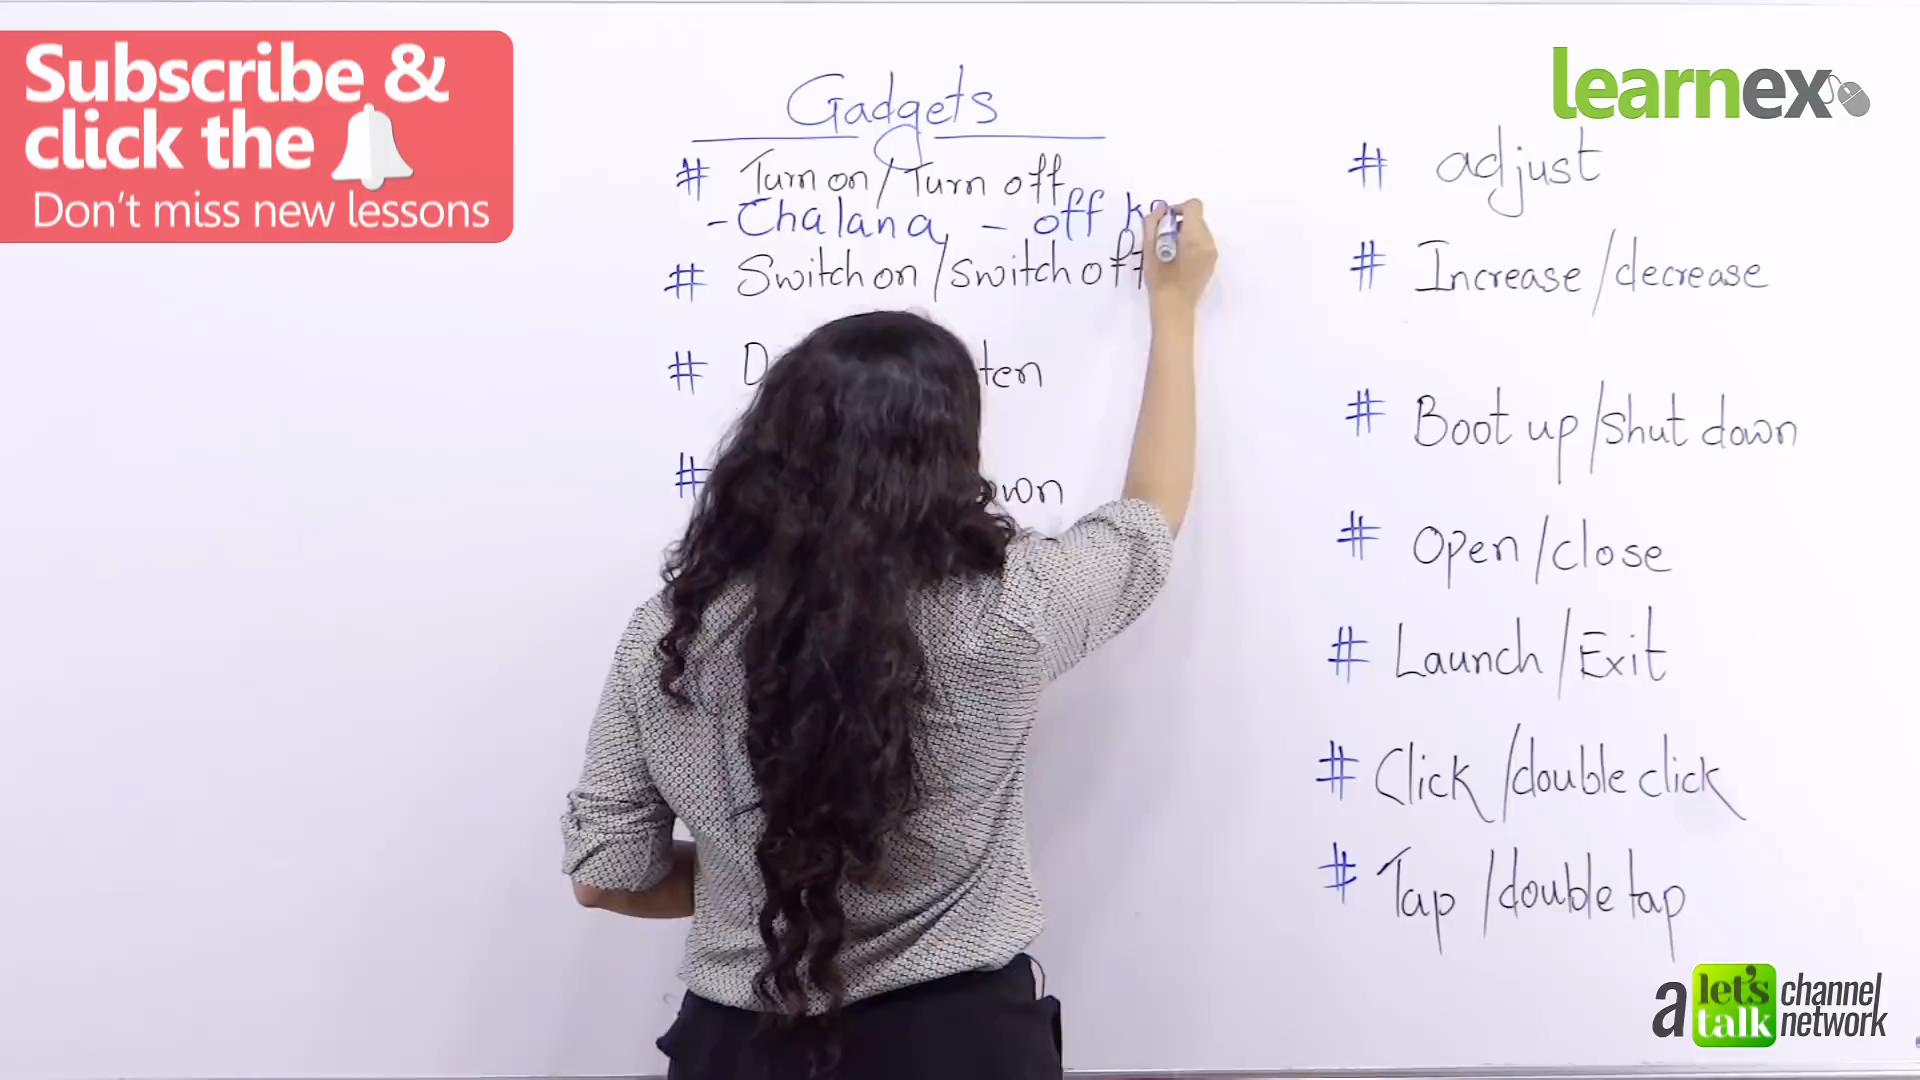 Subscribe &
click the
Don't miss new lessons
learnex
Gadgets
# Turn on / Turn off
- Chalana - off
# Switch on / Switch off
#
#
# adjust
# Increase / decrease
# Boot up / Shut down
# Open / close
# Launch / Exit
# Click / double click
# Tap / double tap
a let's talk channel network